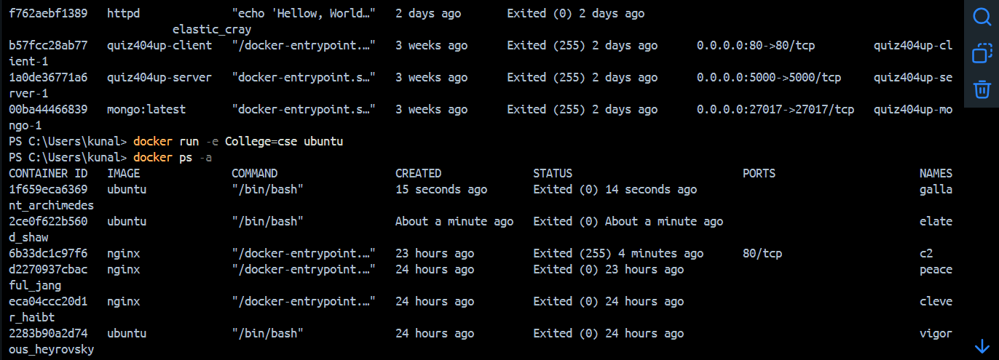 f762aebf1389   httpd              "echo 'Hellow, World…"   2 days ago       Exited (0) 2 days ago
                         elastic_cray
b57fcc28ab77   quiz404up-client   "/docker-entrypoint.…"   3 weeks ago      Exited (255) 2 days ago      0.0.0.0:80->80/tcp         quiz404up-cl
ient-1
1a0de36771a6   quiz404up-server   "docker-entrypoint.s…"   3 weeks ago      Exited (255) 2 days ago      0.0.0.0:5000->5000/tcp     quiz404up-se
rver-1
00ba44466839   mongo:latest       "docker-entrypoint.s…"   3 weeks ago      Exited (255) 2 days ago      0.0.0.0:27017->27017/tcp   quiz404up-mo
ngo-1
PS C:\Users\kunal> docker run -e College=cse ubuntu
PS C:\Users\kunal> docker ps -a
CONTAINER ID   IMAGE              COMMAND                  CREATED              STATUS                          PORTS                      NAMES
1f659eca6369   ubuntu             "/bin/bash"              15 seconds ago       Exited (0) 14 seconds ago                                  galla
nt_archimedes
2ce0f622b560   ubuntu             "/bin/bash"              About a minute ago   Exited (0) About a minute ago                              elate
d_shaw
6b33dc1c97f6   nginx              "/docker-entrypoint.…"   23 hours ago         Exited (255) 4 minutes ago      80/tcp                     c2
d2270937cbac   nginx              "/docker-entrypoint.…"   24 hours ago         Exited (0) 23 hours ago                                    peace
ful_jang
eca04ccc20d1   nginx              "/docker-entrypoint.…"   24 hours ago         Exited (0) 24 hours ago                                    cleve
r_haibt
2283b90a2d74   ubuntu             "/bin/bash"              24 hours ago         Exited (0) 24 hours ago                                    vigor
ous_heyrovsky